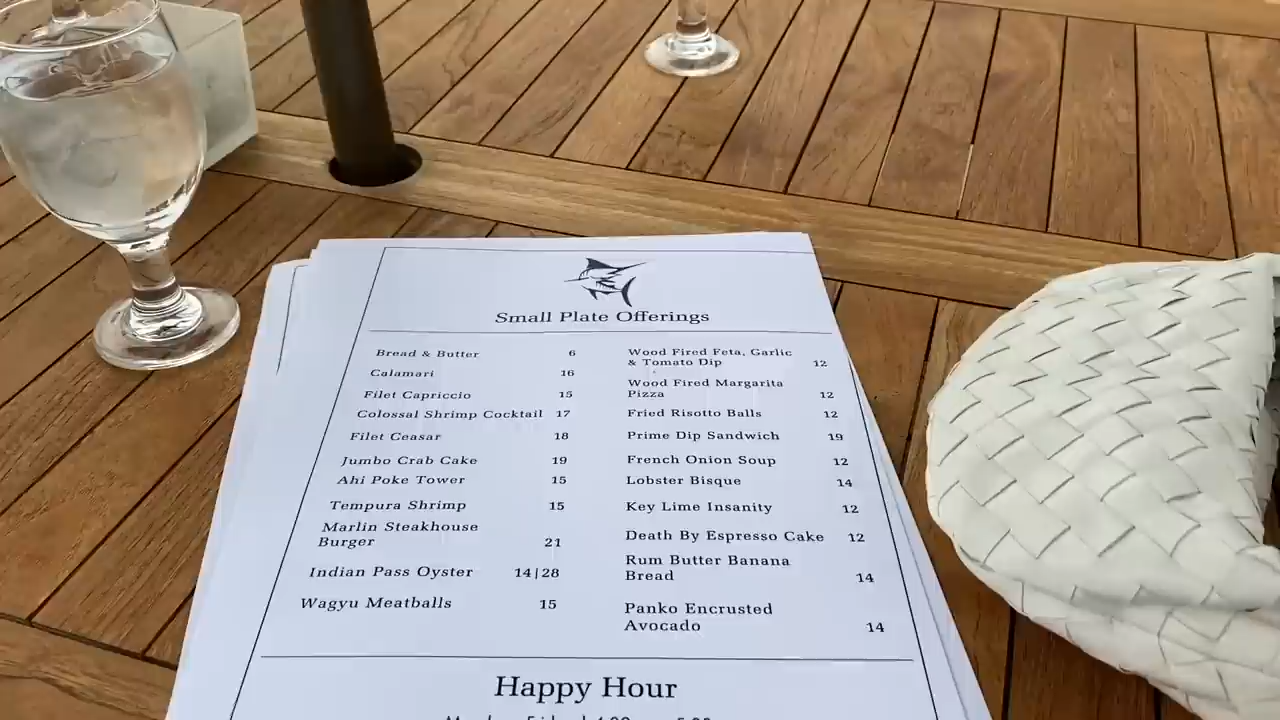 Small Plate Offerings
Bread & Butter 6
Calamari 16
Filet Capriccio 15
Colossal Shrimp Cocktail 17
Filet Ceasar 18
Jumbo Crab Cake 19
Ahi Poke Tower 15
Tempura Shrimp 15
Marlin Steakhouse
Burger 21
Indian Pass Oyster 14|28
Wagyu Meatballs 15
Wood Fired Feta, Garlic
& Tomato Dip 12
Wood Fired Margarita
Pizza 12
Fried Risotto Balls 12
Prime Dip Sandwich 19
French Onion Soup 12
Lobster Bisque 14
Key Lime Insanity 12
Death By Espresso Cake 12
Rum Butter Banana
Bread 14
Panko Encrusted
Avocado 14
Happy Hour